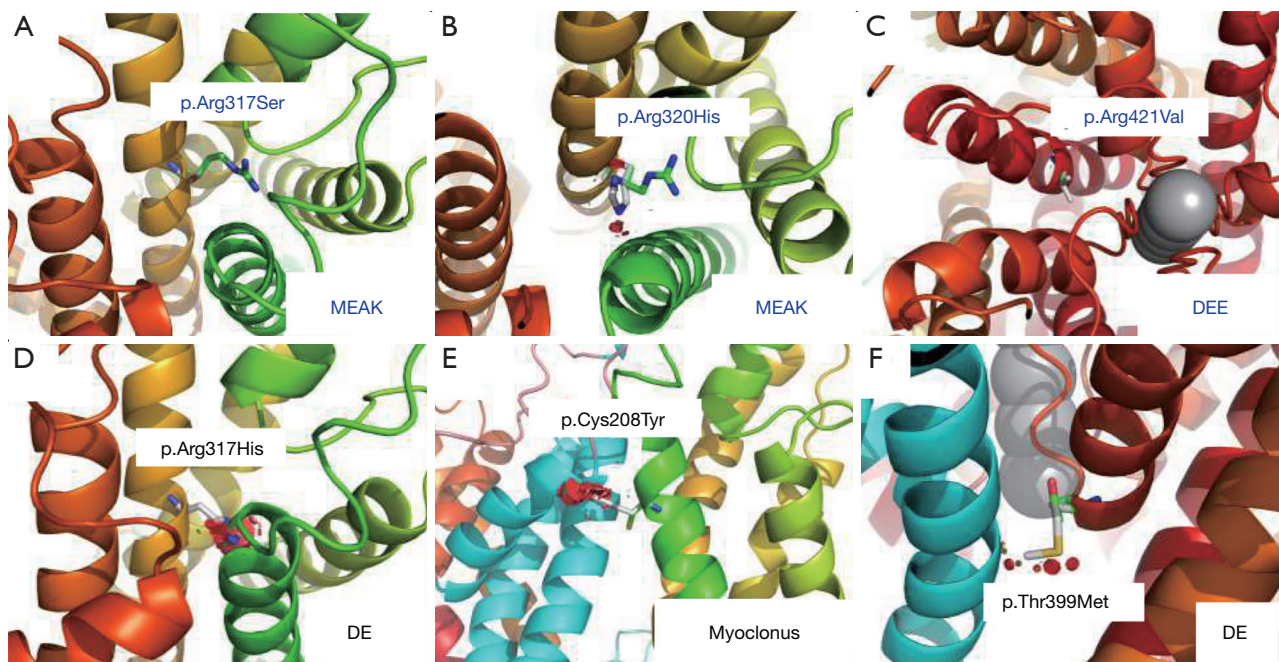 A
p.Arg317Ser
MEAK
B
p.Arg320His
MEAK
C
p.Arg421Val
DEE
D
p.Arg317His
DE
E
p.Cys208Tyr
Myoclonus
F
p.Thr399Met
DE